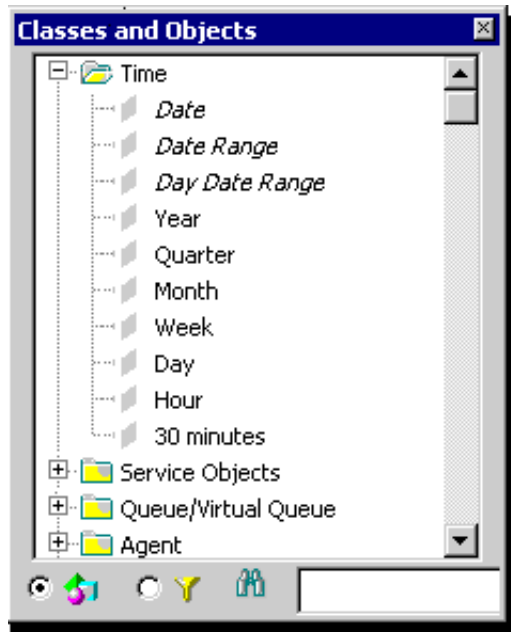 Classes and Objects
Time
Date
Date Range
Day Date Range
Year
Quarter
Month
Week
Day
Hour
30 minutes
Service Objects
Queue/Virtual Queue
Agent